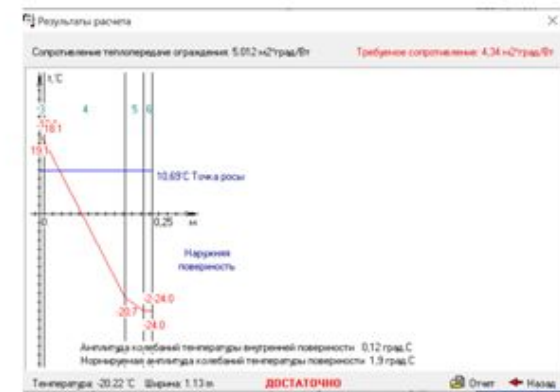 Результаты расчета
Сопротивление теплопередаче ограждения 5.012 м2*град/Вт Требуемое сопротивление: 4,34 м2*град/Вт
t,'C
4 5 6
18.1
19.1
10,69'C Точка росы
0 0,25 м
Наружная
поверхность
-20.7 -24.0
-24.0
Амплитуда колебаний температуры внутренней поверхности 0,12 град,С
Нормируемая амплитуда колебаний температуры поверхности 1,9 град,С
Температура: -20.22 'C Ширина: 1.13 m ДОСТАТОЧНО Отчет Назад